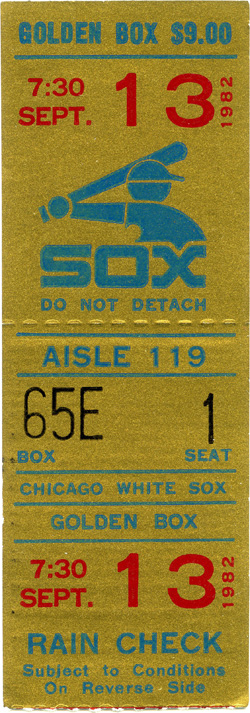 GOLDEN BOX $9.00
7:30
SEPT. 13 1982
SOX
DO NOT DETACH
AISLE 119
65E 1
BOX SEAT
CHICAGO WHITE SOX
GOLDEN BOX
7:30
SEPT. 13 1982
RAIN CHECK
Subject to Conditions
On Reverse Side